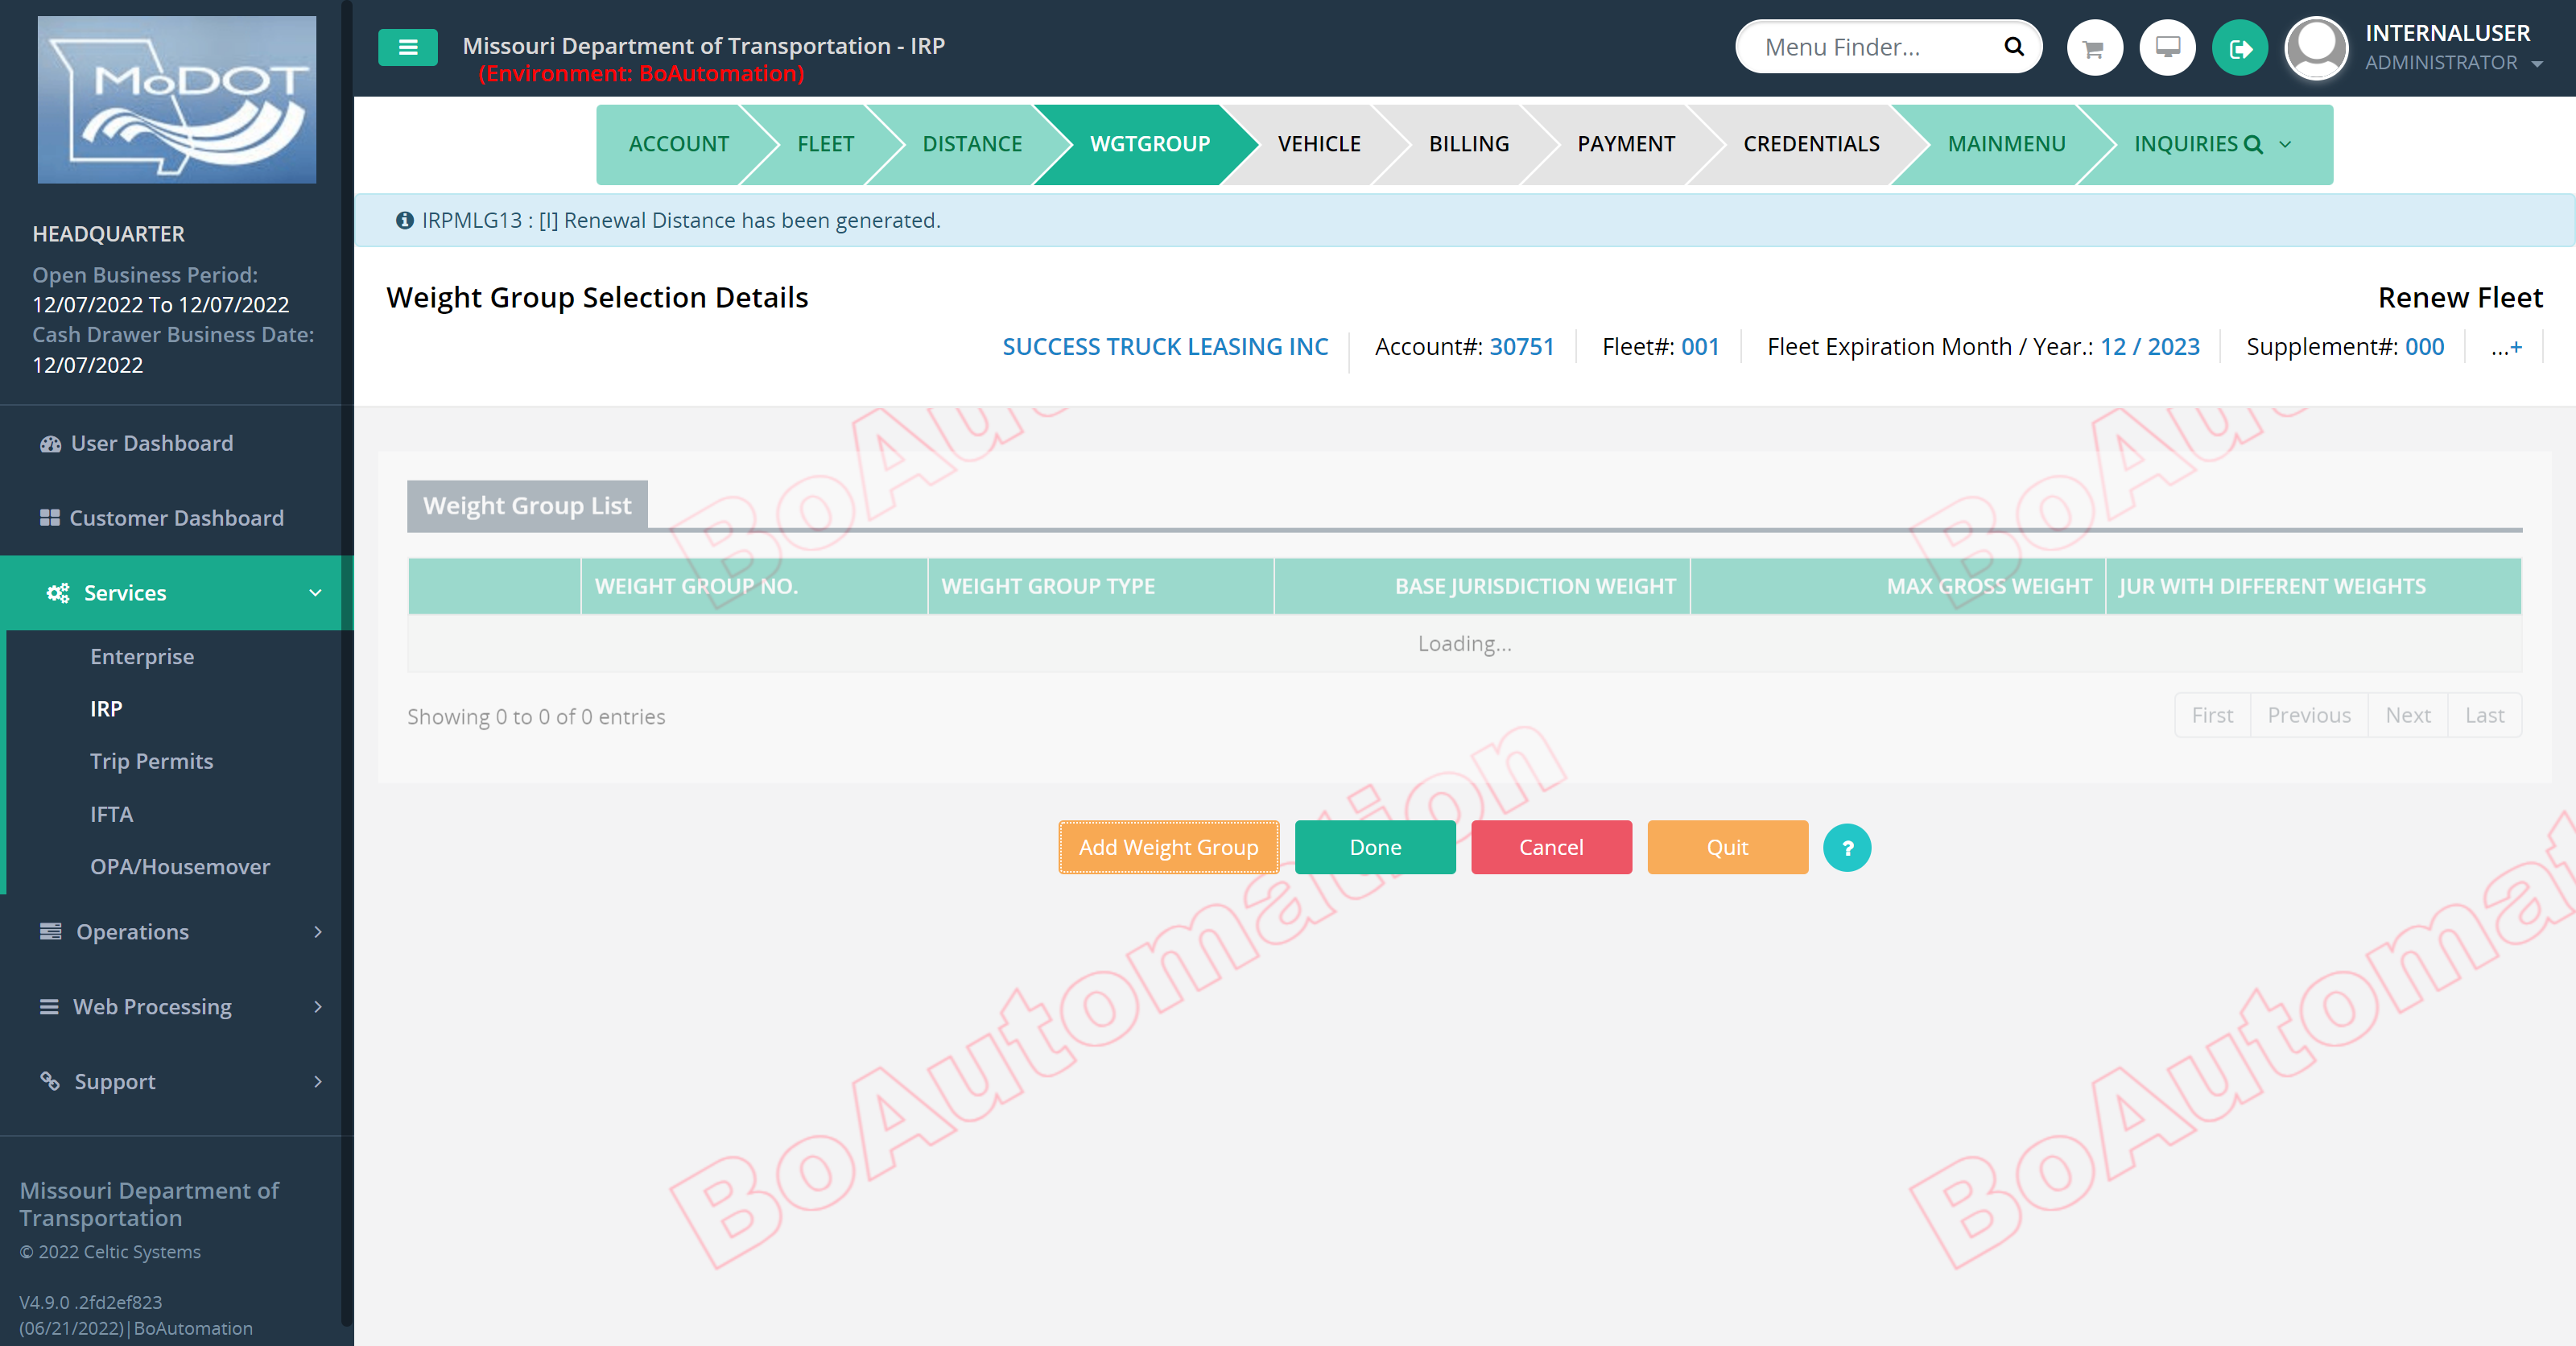 MoDOT
Missouri Department of Transportation - IRP
(Environment: BoAutomation)
Menu Finder...
INTERNALUSER
ADMINISTRATOR
HEADQUARTER
Open Business Period:
12/07/2022 To 12/07/2022
Cash Drawer Business Date:
12/07/2022
User Dashboard
Customer Dashboard
Services
Enterprise
IRP
Trip Permits
IFTA
OPA/Housemover
Operations
Web Processing
Support
Missouri Department of
Transportation
© 2022 Celtic Systems
V4.9.0 .2fd2ef823
(06/21/2022)|BoAutomation
ACCOUNT FLEET DISTANCE WGTGROUP VEHICLE BILLING PAYMENT CREDENTIALS MAINMENU INQUIRIES
IRPMLG13 : [I] Renewal Distance has been generated.
Weight Group Selection Details Renew Fleet
SUCCESS TRUCK LEASING INC Account#: 30751 Fleet#: 001 Fleet Expiration Month / Year.: 12 / 2023 Supplement#: 000 ...+
Weight Group List
WEIGHT GROUP NO. WEIGHT GROUP TYPE BASE JURISDICTION WEIGHT MAX GROSS WEIGHT JUR WITH DIFFERENT WEIGHTS
Loading...
Showing 0 to 0 of 0 entries First Previous Next Last
Add Weight Group Done Cancel Quit ?
BoAu
BoAu
BoAutomation
BoAutomat